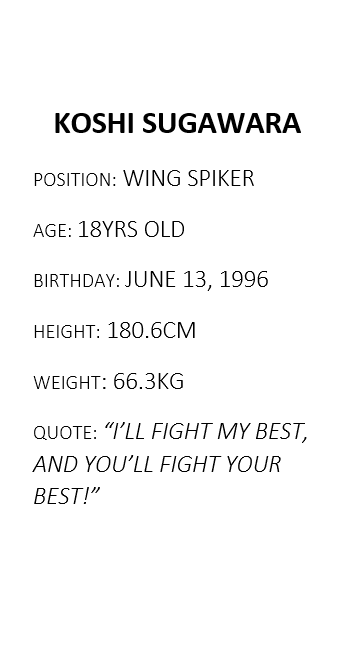 KOSHI SUGAWARA
POSITION: WING SPIKER
AGE: 18YRS OLD
BIRTHDAY: JUNE 13, 1996
HEIGHT: 180.6CM
WEIGHT: 66.3KG
QUOTE: “I’LL FIGHT MY BEST,
AND YOU’LL FIGHT YOUR
BEST!”